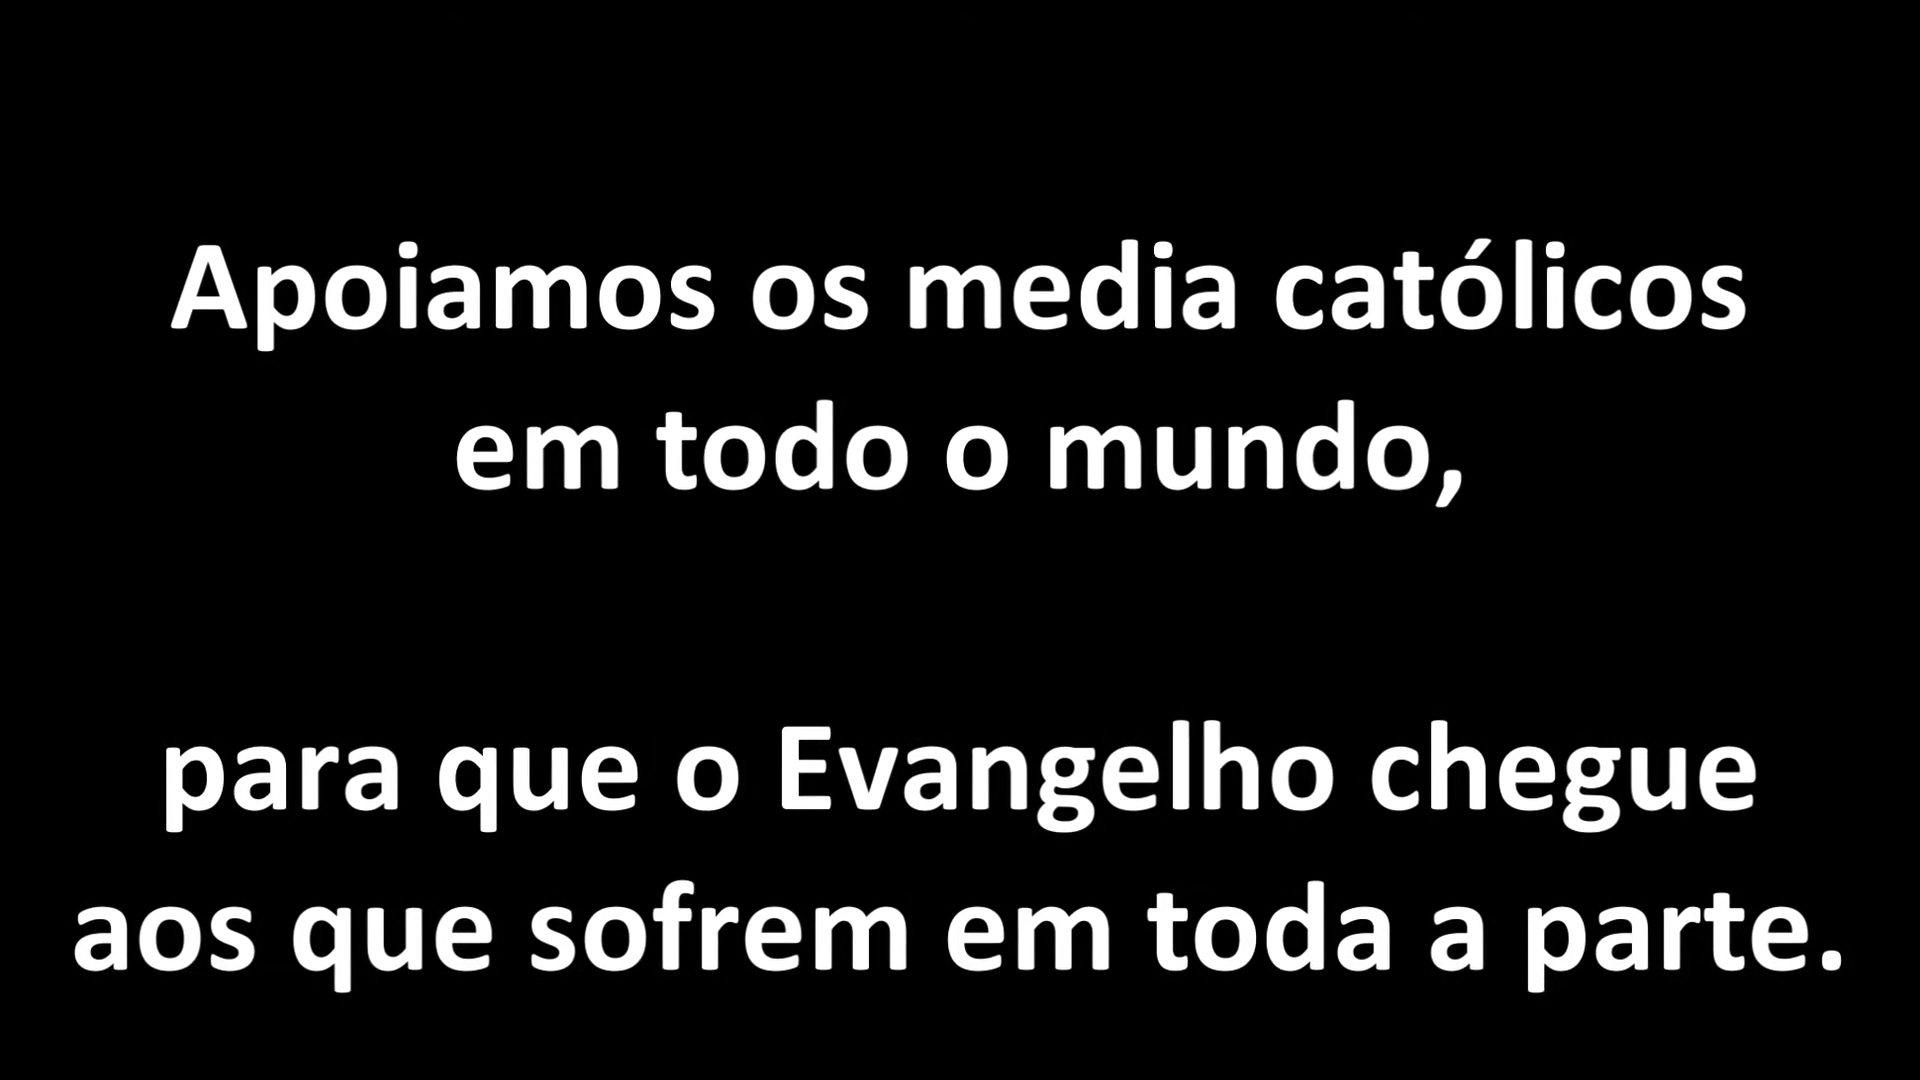 Apoiamos os media católicos
em todo o mundo,
para que o Evangelho chegue
aos que sofrem em toda a parte.